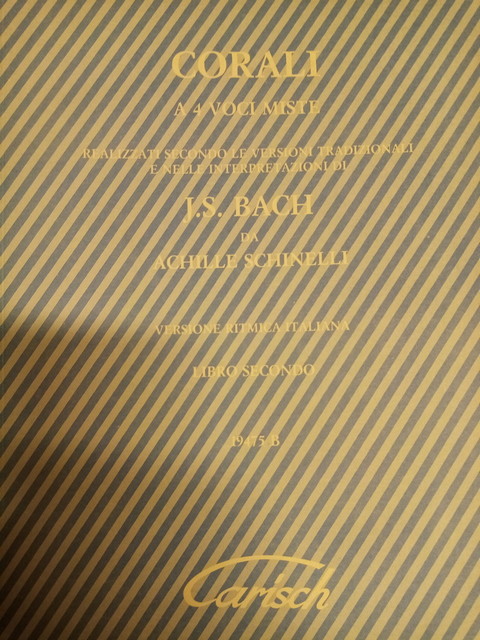 CORALI
A 4 VOCI MISTE
REALIZZATI SECONDO LE VERSIONI TRADIZIONALI
E NELLE INTERPRETAZIONI DI
J.S. BACH
DA
ACHILLE SCHINELLI
VERSIONE RITMICA ITALIANA
LIBRO SECONDO
19475 B
Carisch